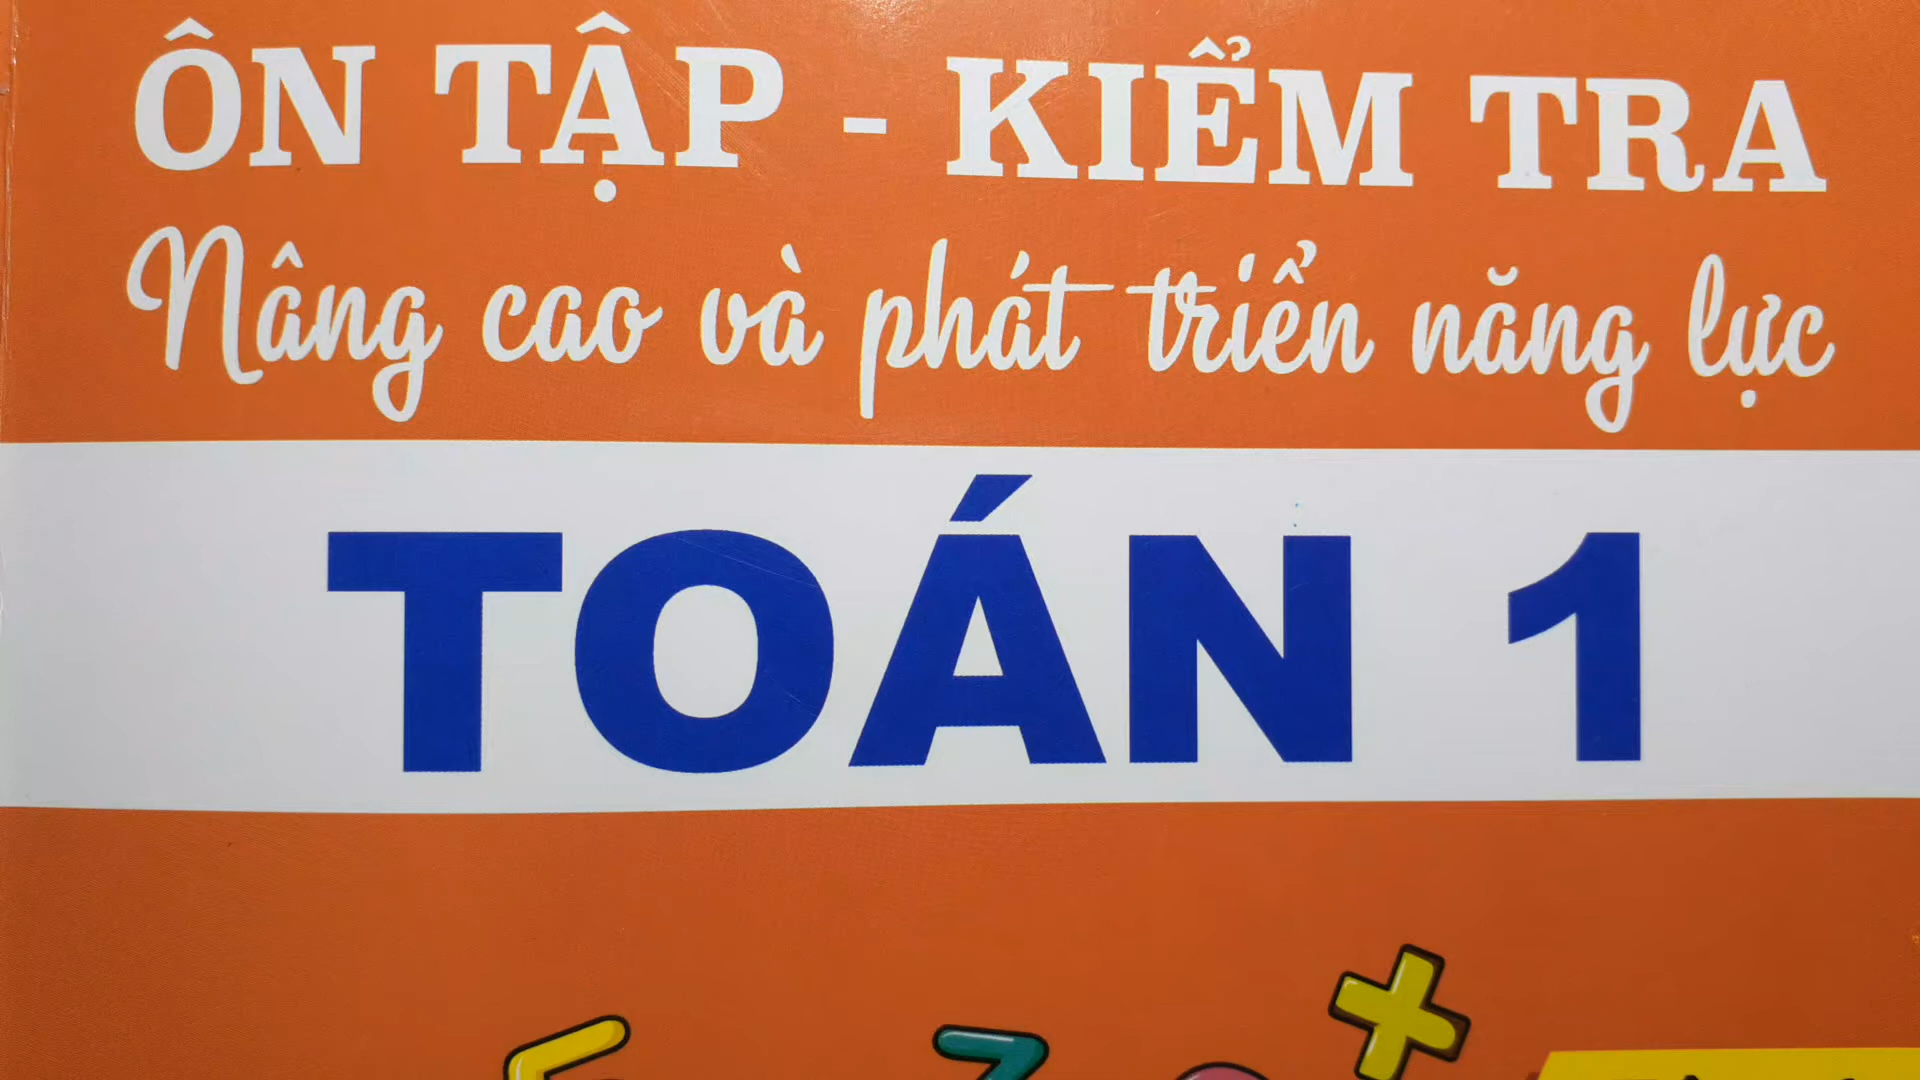 ÔN TẬP - KIỂM TRA
Nâng cao và phát triển năng lực
TOÁN 1
+